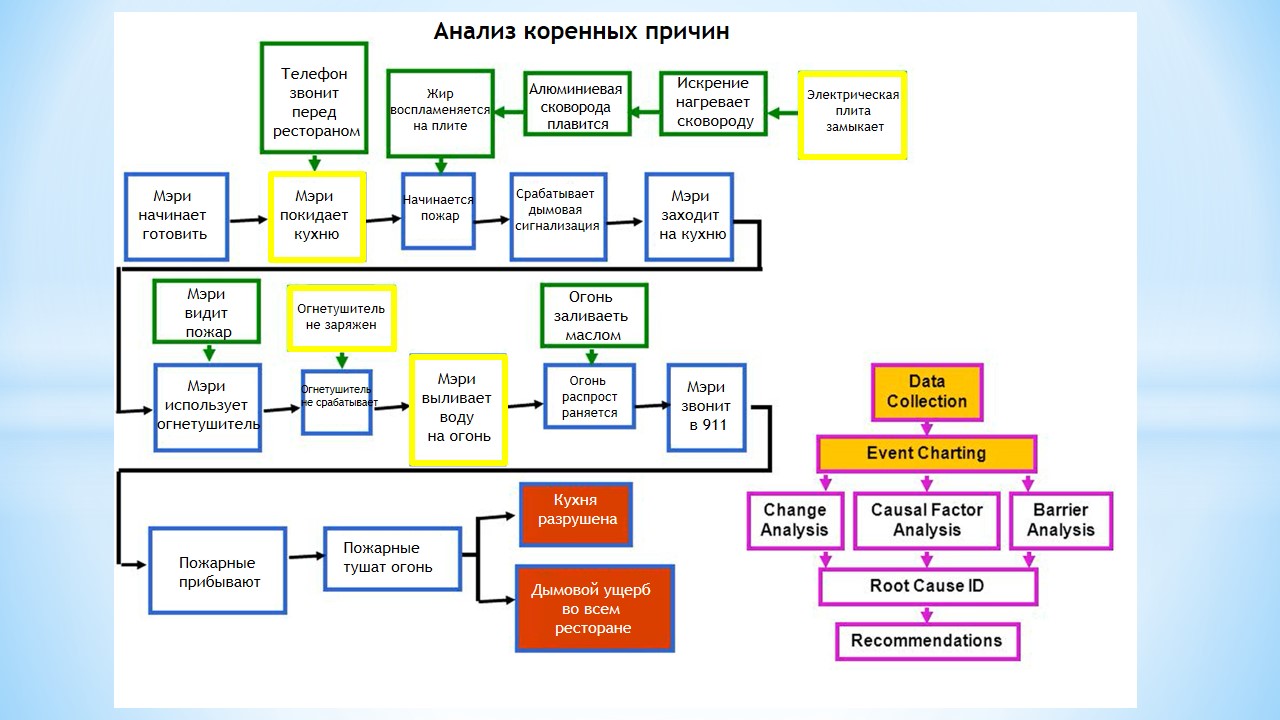 Анализ коренных причин
Телефон
звонит
перед
рестораном
Жир
воспламеняется
на плите
Алюминиевая
сковорода
плавится
Искрение
нагревает
сковороду
Электрическая
плита
замыкает
Мэри
начинает
готовить
Мэри
покидает
кухню
Начинается
пожар
Срабатывает
дымовая
сигнализация
Мэри
заходит
на кухню
Мэри
видит
пожар
Огнетушитель
не заряжен
Огонь
заливаеть
маслом
Мэри
использует
огнетушитель
Огнетушитель
не срабатывает
Мэри
выливает
воду
на огонь
Огонь
распрост
раняется
Мэри
звонит
в 911
Пожарные
прибывают
Пожарные
тушат огонь
Кухня
разрушена
Дымовой ущерб
во всем
ресторане
Data
Collection
Event Charting
Change
Analysis
Causal Factor
Analysis
Barrier
Analysis
Root Cause ID
Recommendations